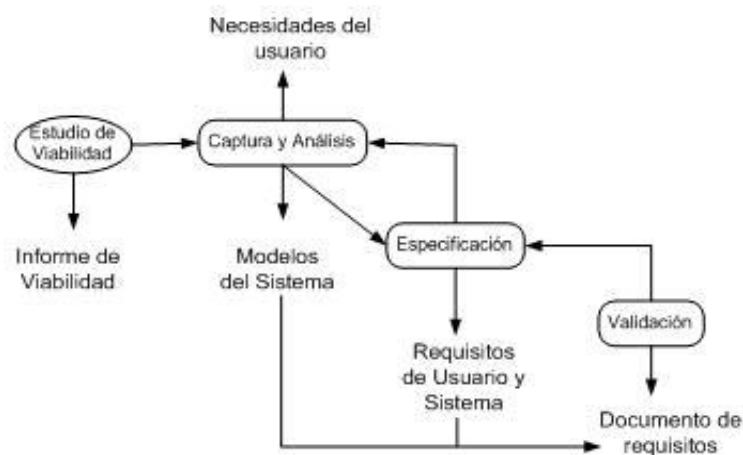 Necesidades del
usuario
Estudio de
Viabilidad
Captura y Análisis
Informe de
Viabilidad
Modelos
del Sistema
Especificación
Validación
Requisitos
de Usuario y
Sistema
Documento de
requisitos